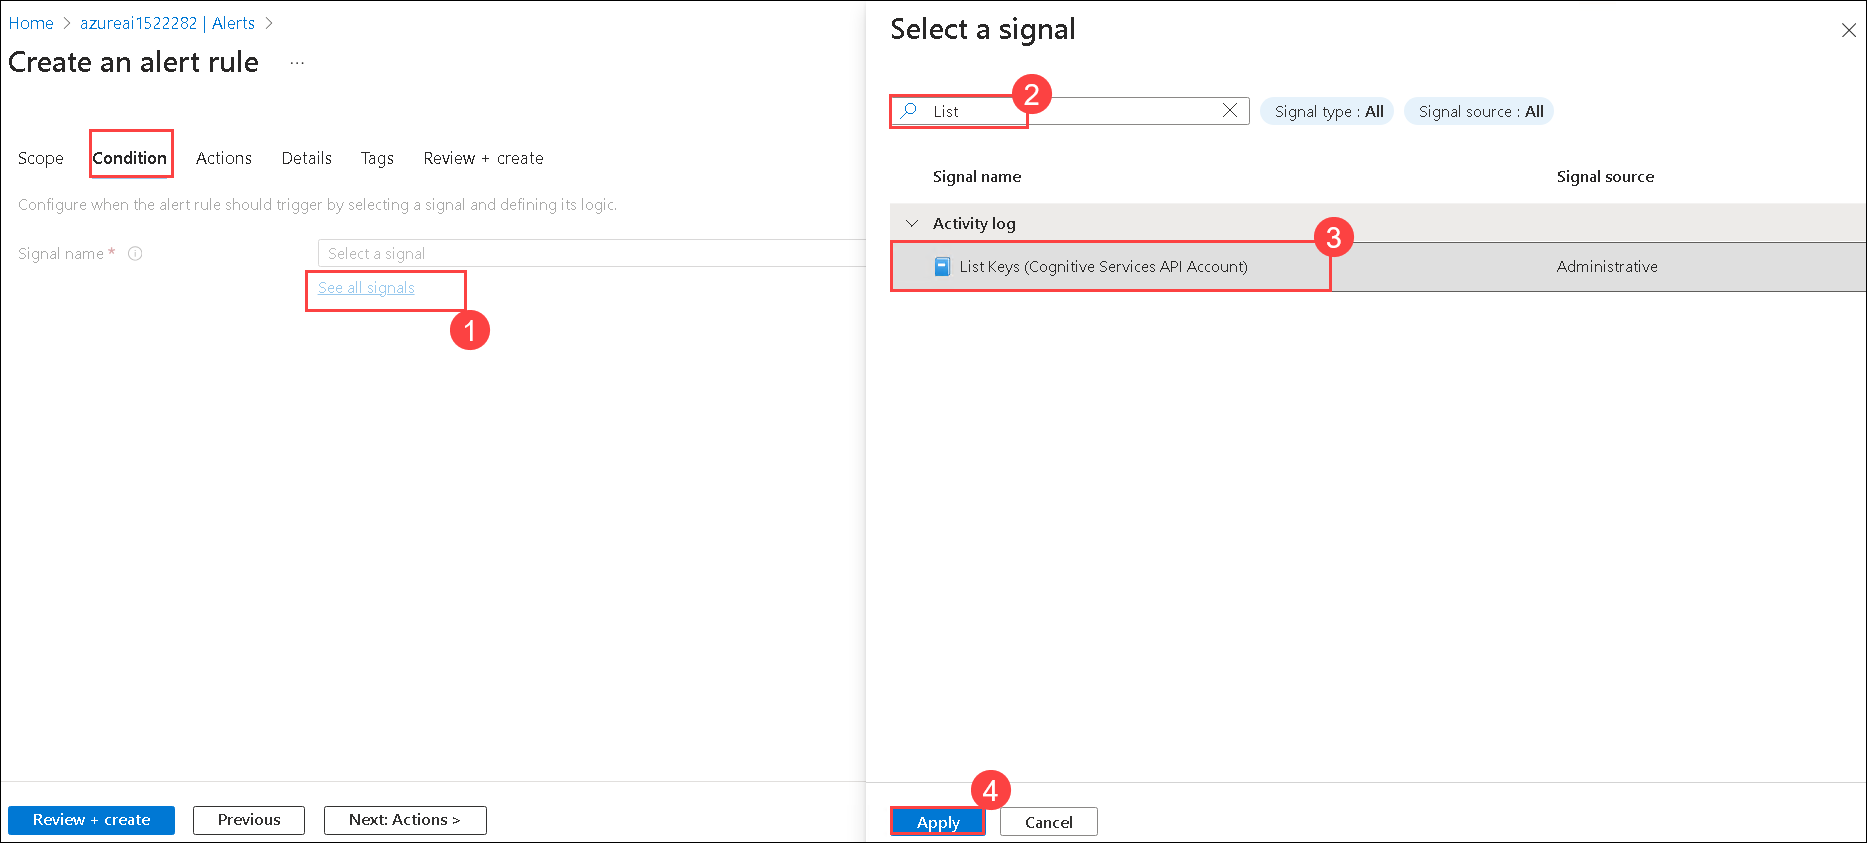 Home > azureai1522282 | Alerts >
Create an alert rule ...
Scope Condition Actions Details Tags Review + create
Configure when the alert rule should trigger by selecting a signal and defining its logic.
Signal name * Select a signal
See all signals
1
Review + create Previous Next: Actions >
Select a signal
2
List Signal type : All Signal source : All
Signal name Signal source
Activity log
3
List Keys (Cognitive Services API Account) Administrative
4
Apply Cancel